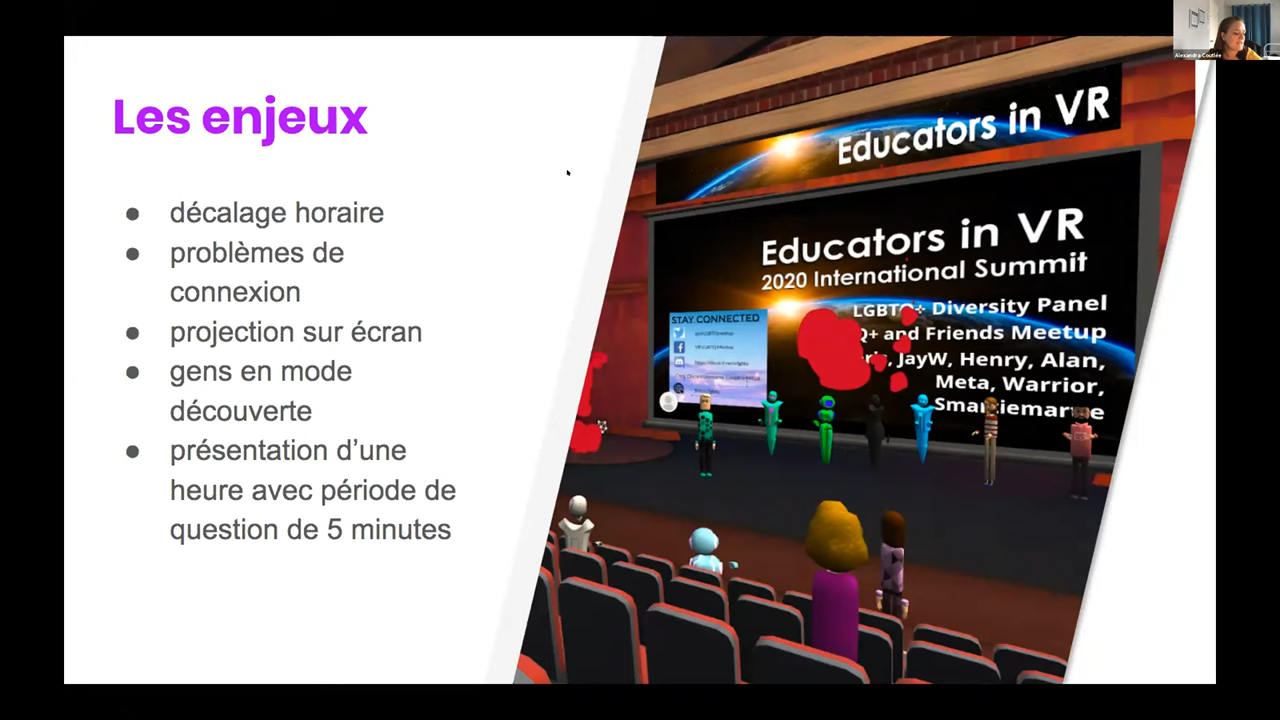 Les enjeux
● décalage horaire
● problèmes de
connexion
● projection sur écran
● gens en mode
découverte
● présentation d'une
heure avec période de
question de 5 minutes
Educators in VR
Educators in VR
2020 International Summit
LGBTQ+ Diversity Panel
Q+ and Friends Meetup
JayW, Henry, Alan,
Meta, Warrior,
STAY CONNECTED
Alexandra Coutlée